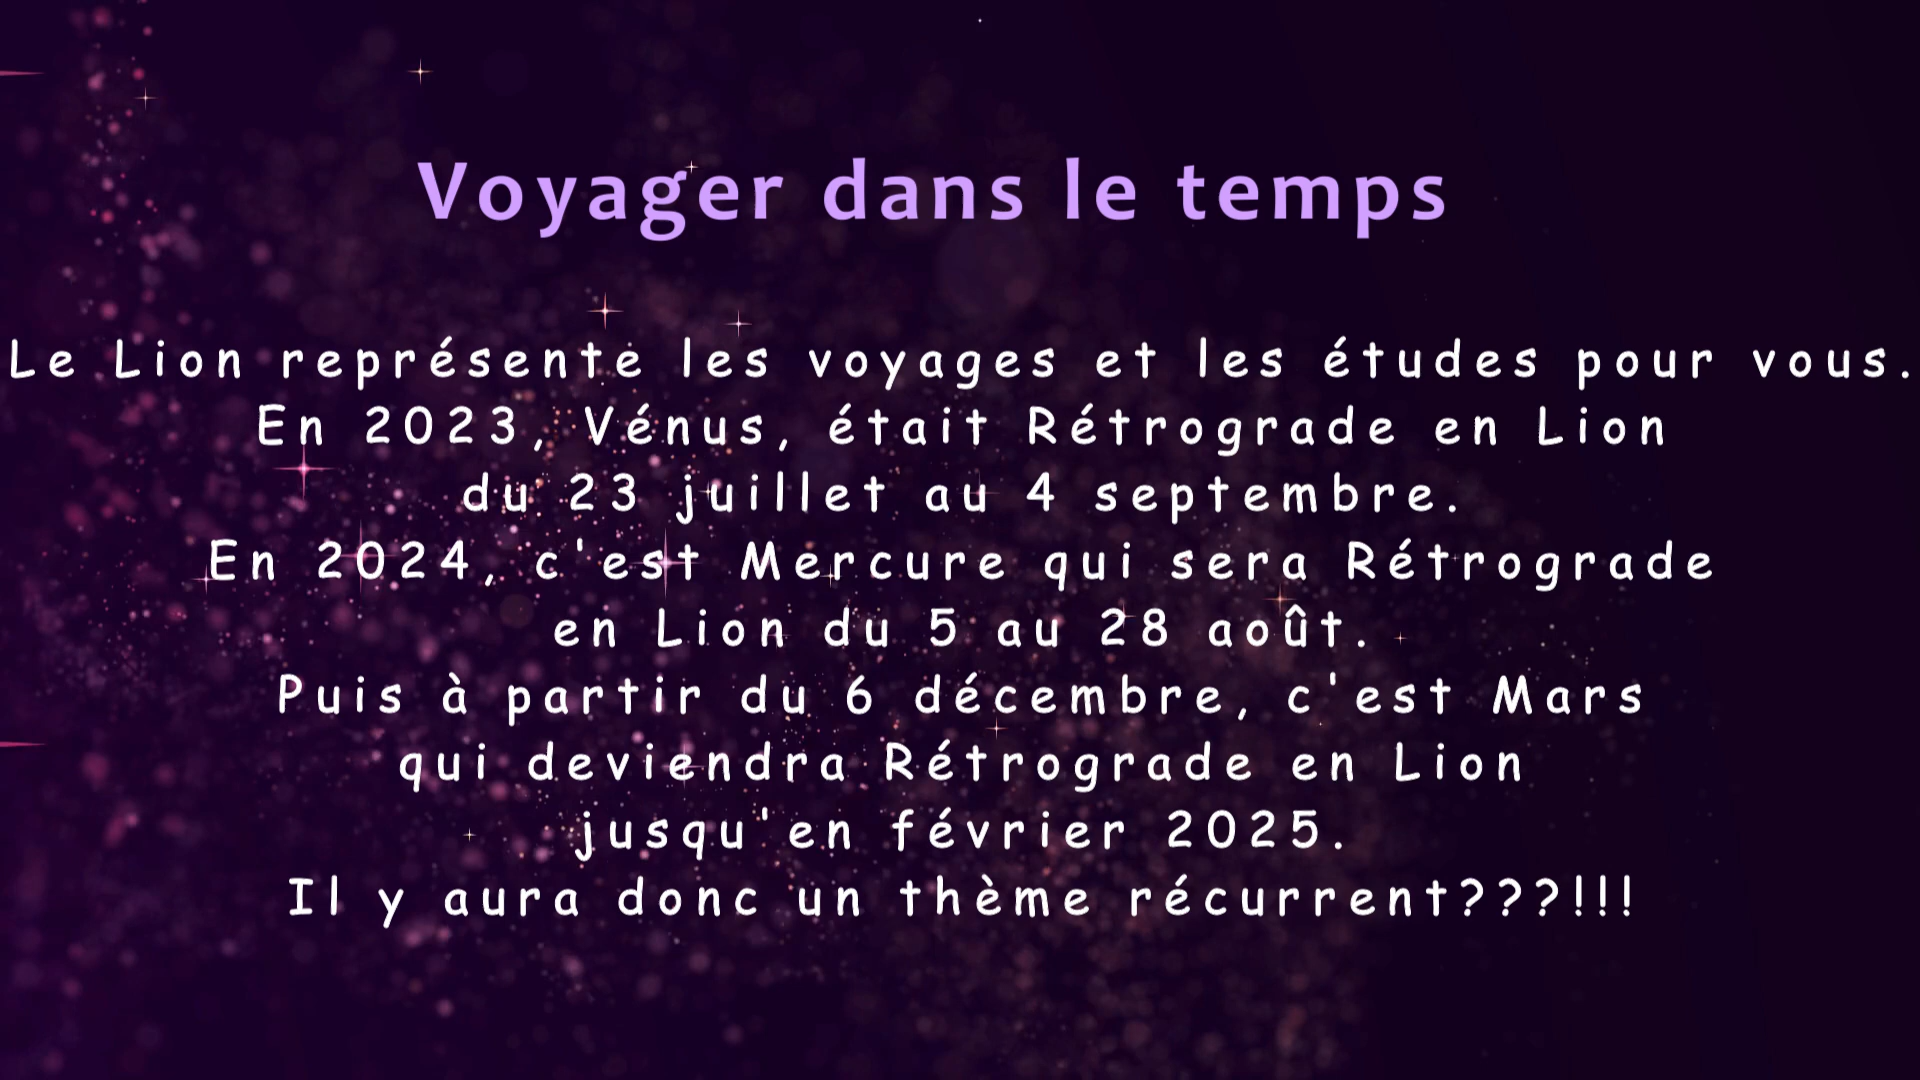 Voyager dans le temps
Le Lion représente les voyages et les études pour vous.
En 2023, Vénus, était Rétrograde en Lion
du 23 juillet au 4 septembre.
En 2024, c'est Mercure qui sera Rétrograde
en Lion du 5 au 28 août.
Puis à partir du 6 décembre, c'est Mars
qui deviendra Rétrograde en Lion
jusqu'en février 2025.
Il y aura donc un thème récurrent???!!!